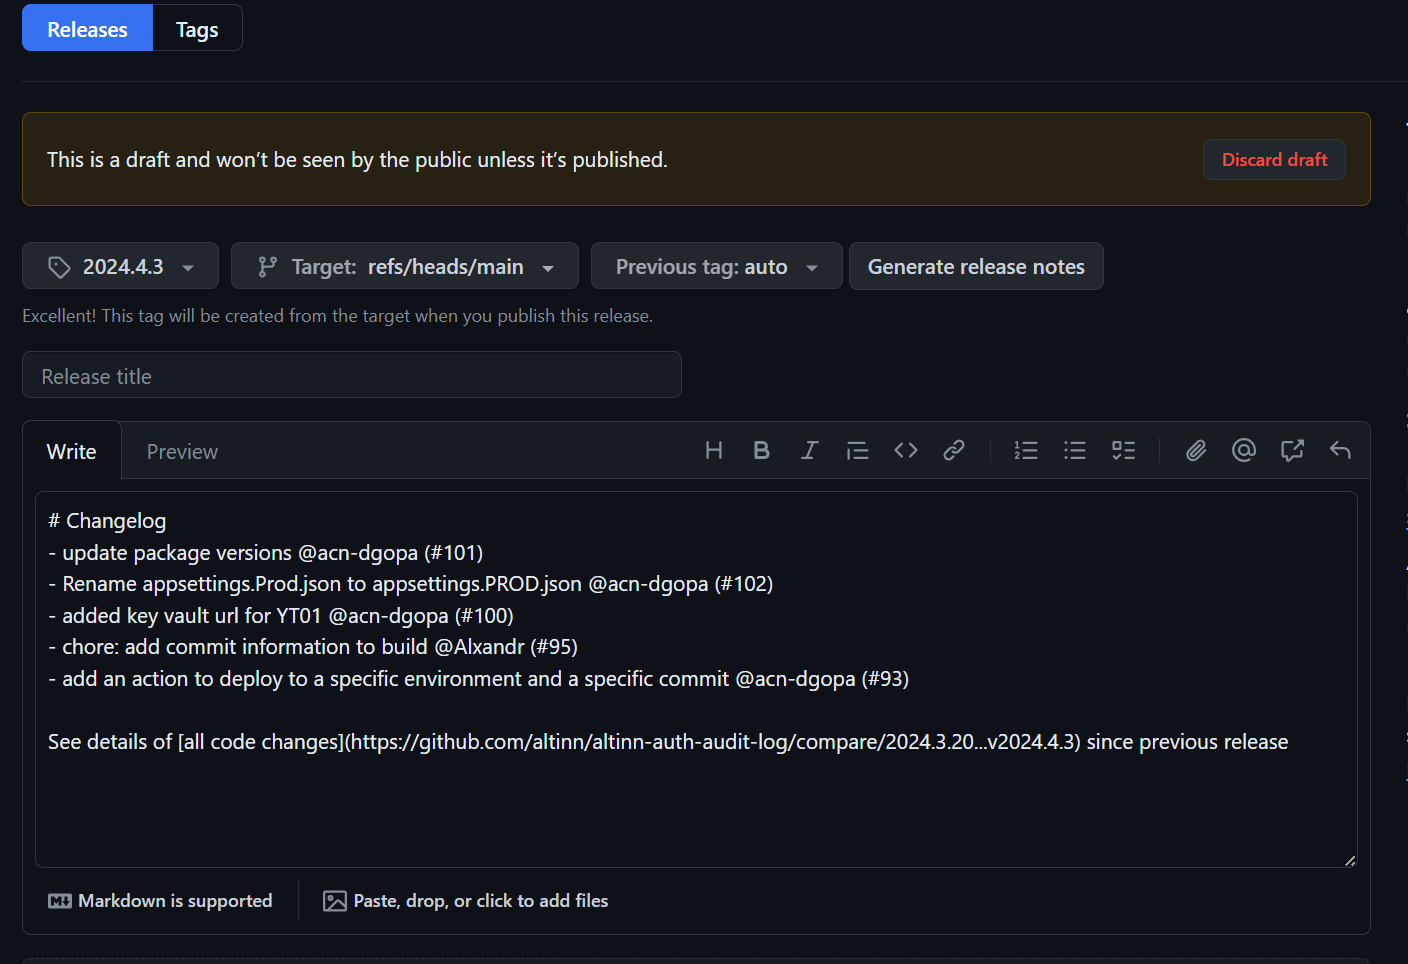 Releases Tags
This is a draft and won’t be seen by the public unless it’s published. Discard draft
2024.4.3 Target: refs/heads/main Previous tag: auto Generate release notes
Excellent! This tag will be created from the target when you publish this release.
Release title
Write Preview
# Changelog
- update package versions @acn-dgopa (#101)
- Rename appsettings.Prod.json to appsettings.PROD.json @acn-dgopa (#102)
- added key vault url for YT01 @acn-dgopa (#100)
- chore: add commit information to build @Alxandr (#95)
- add an action to deploy to a specific environment and a specific commit @acn-dgopa (#93)
See details of [all code changes](https://github.com/altinn/altinn-auth-audit-log/compare/2024.3.20...v2024.4.3) since previous release
Markdown is supported Paste, drop, or click to add files